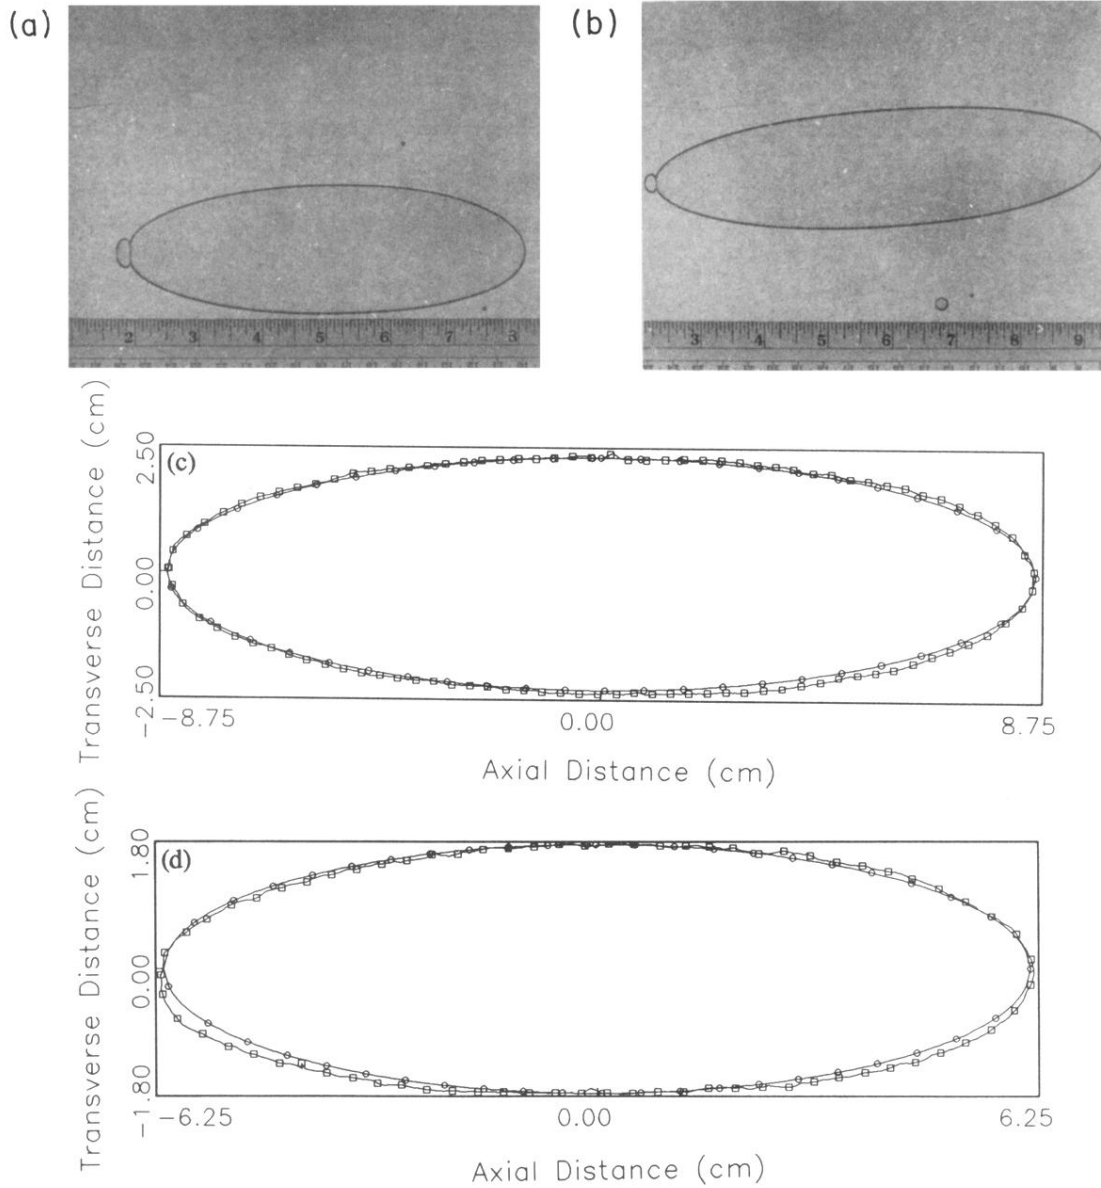 (a)
(b)
2 3 4 5 6 7 8
3 4 5 6 7 8 9
(c)
2.50
0.00
-2.50
Transverse Distance (cm)
-8.75 0.00 8.75
Axial Distance (cm)
(d)
1.80
0.00
-1.80
Transverse Distance (cm)
-6.25 0.00 6.25
Axial Distance (cm)